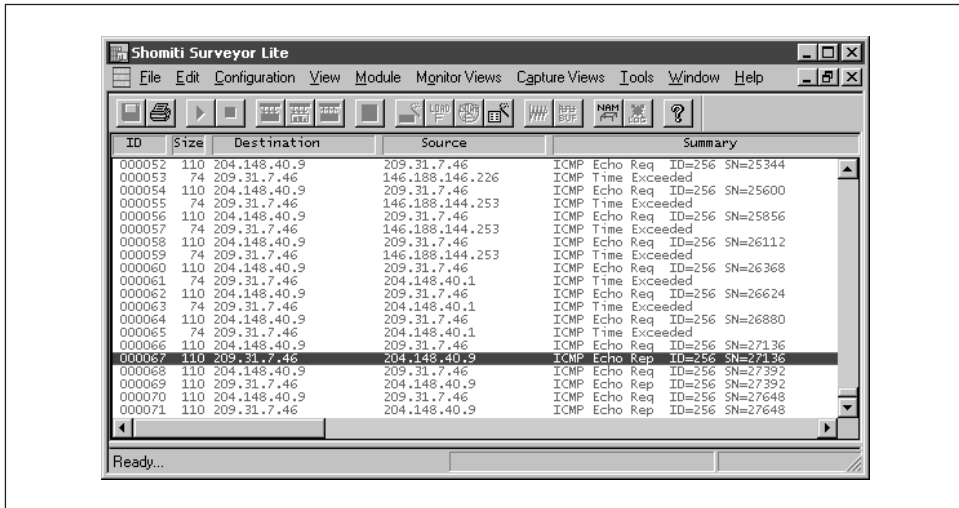 Shomiti Surveyor Lite
File Edit Configuration View Module Monitor Views Capture Views Tools Window Help
NAM
ID Size Destination Source Summary
000052 110 204.148.40.9 209.31.7.46 ICMP Echo Req ID=256 SN=25344
000053 74 209.31.7.46 146.188.146.226 ICMP Time Exceeded
000054 110 204.148.40.9 209.31.7.46 ICMP Echo Req ID=256 SN=25600
000055 74 209.31.7.46 146.188.144.253 ICMP Time Exceeded
000056 110 204.148.40.9 209.31.7.46 ICMP Echo Req ID=256 SN=25856
000057 74 209.31.7.46 146.188.144.253 ICMP Time Exceeded
000058 110 204.148.40.9 209.31.7.46 ICMP Echo Req ID=256 SN=26112
000059 74 209.31.7.46 146.188.144.253 ICMP Time Exceeded
000060 110 204.148.40.9 209.31.7.46 ICMP Echo Req ID=256 SN=26368
000061 74 209.31.7.46 204.148.40.1 ICMP Time Exceeded
000062 110 204.148.40.9 209.31.7.46 ICMP Echo Req ID=256 SN=26624
000063 74 209.31.7.46 204.148.40.1 ICMP Time Exceeded
000064 110 204.148.40.9 209.31.7.46 ICMP Echo Req ID=256 SN=26880
000065 74 209.31.7.46 204.148.40.1 ICMP Time Exceeded
000066 110 204.148.40.9 209.31.7.46 ICMP Echo Req ID=256 SN=27136
000067 110 209.31.7.46 204.148.40.9 ICMP Echo Rep ID=256 SN=27136
000068 110 204.148.40.9 209.31.7.46 ICMP Echo Req ID=256 SN=27392
000069 110 209.31.7.46 204.148.40.9 ICMP Echo Rep ID=256 SN=27392
000070 110 204.148.40.9 209.31.7.46 ICMP Echo Req ID=256 SN=27648
000071 110 209.31.7.46 204.148.40.9 ICMP Echo Rep ID=256 SN=27648
Ready...